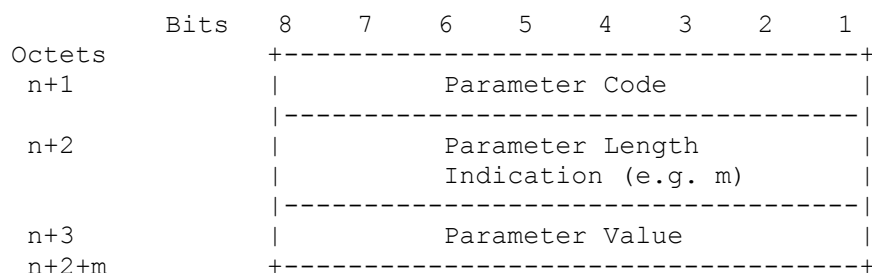 Bits 8 7 6 5 4 3 2 1
Octets +------------------------------------+
n+1 | Parameter Code |
|------------------------------------|
n+2 | Parameter Length |
| Indication (e.g. m) |
|------------------------------------|
n+3 | Parameter Value |
n+2+m +------------------------------------+